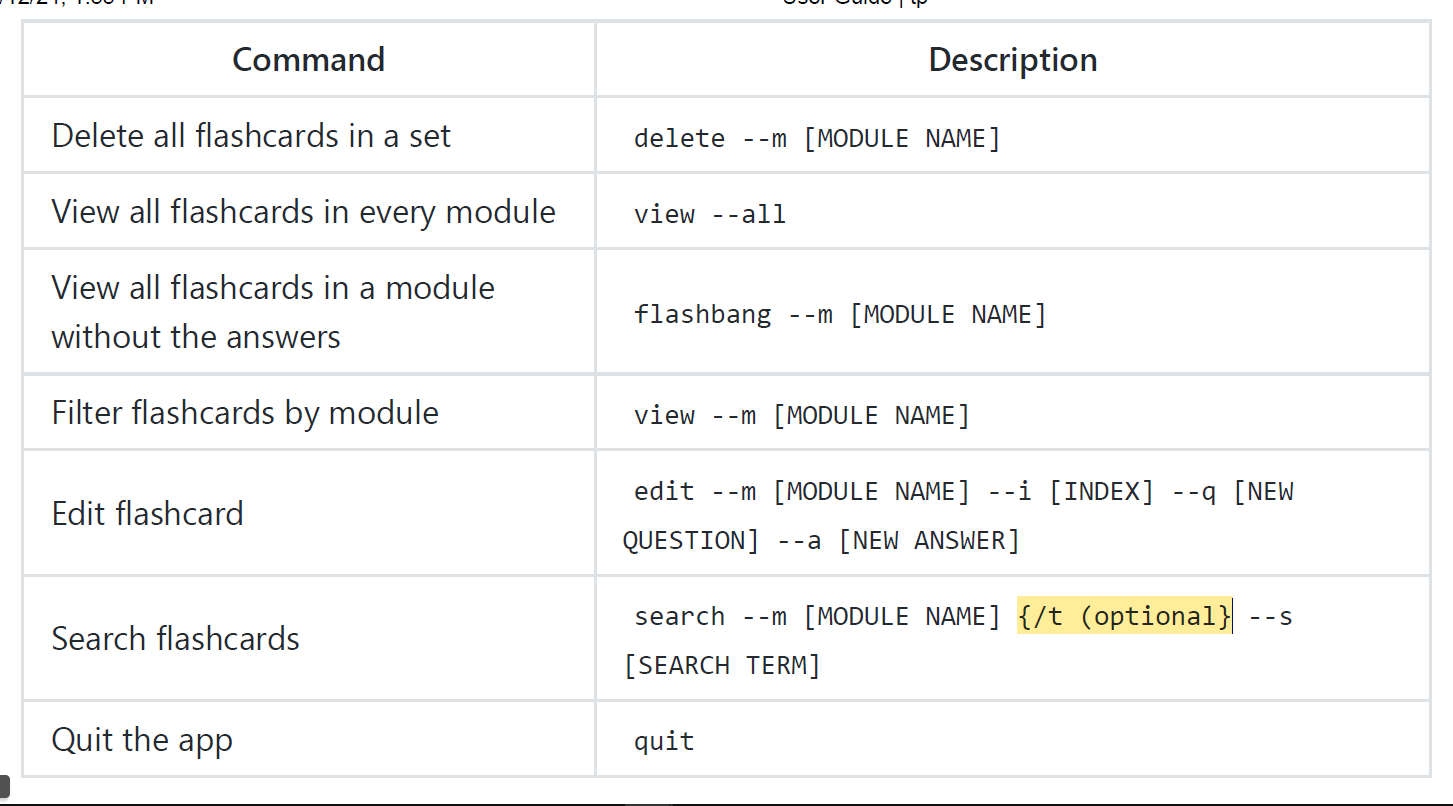 User Guide | tp
Command Description
Delete all flashcards in a set delete --m [MODULE NAME]
View all flashcards in every module view --all
View all flashcards in a module
without the answers
flashbang --m [MODULE NAME]
Filter flashcards by module view --m [MODULE NAME]
Edit flashcard
edit --m [MODULE NAME] --i [INDEX] --q [NEW
QUESTION] --a [NEW ANSWER]
Search flashcards
search --m [MODULE NAME] {/t (optional} --s
[SEARCH TERM]
Quit the app quit